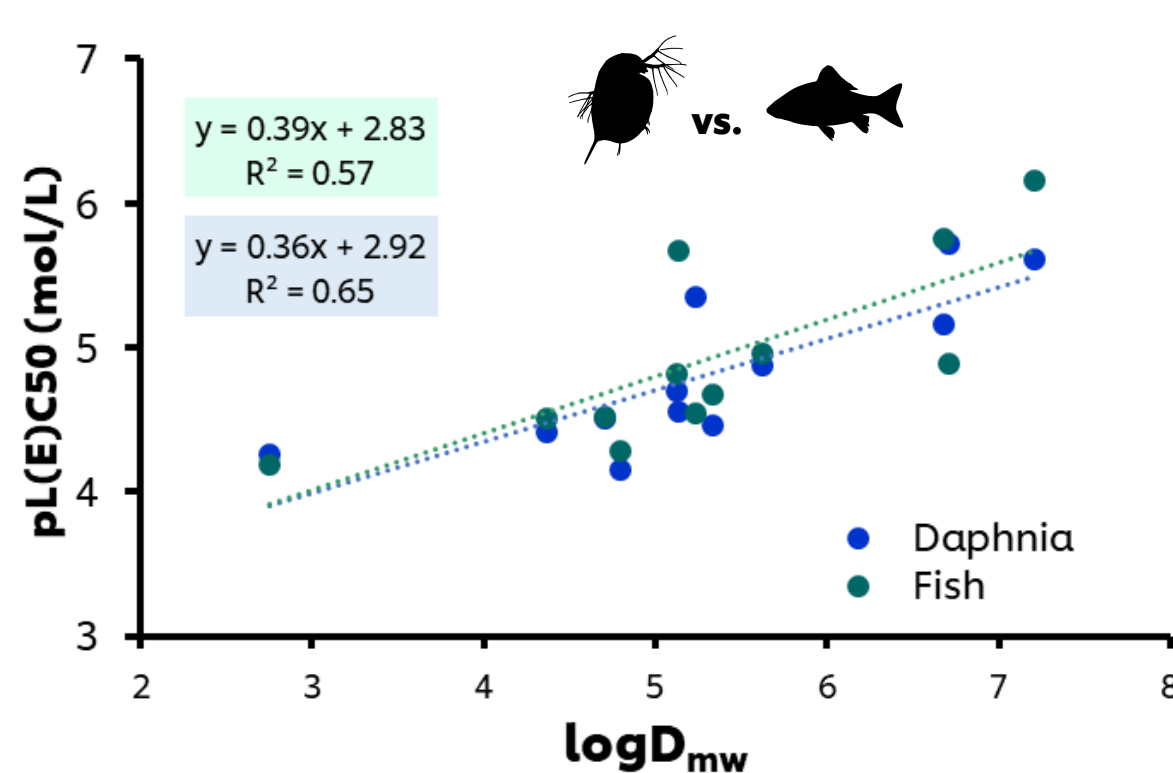 7
6
5
4
3
pL(E)C50 (mol/L)
y = 0.39x + 2.83
R² = 0.57
y = 0.36x + 2.92
R² = 0.65
vs.
Daphnia
Fish
2 3 4 5 6 7 8
logDmw